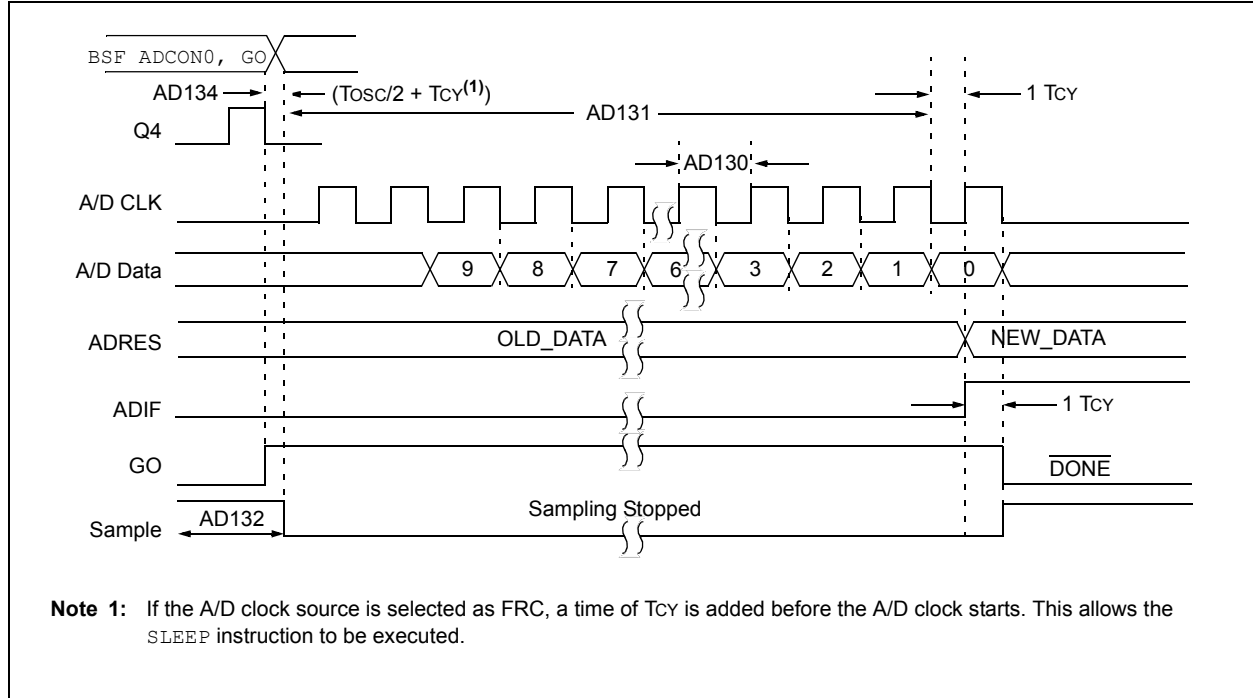 BSF ADCON0, GO
AD134
(TOSC/2 + TCY(1))
1 TCY
AD131
Q4
AD130
A/D CLK
A/D Data
9 8 7 6 3 2 1 0
ADRES
OLD_DATA
NEW_DATA
ADIF
1 TCY
GO
DONE
Sample
AD132
Sampling Stopped
Note 1: If the A/D clock source is selected as FRC, a time of TCY is added before the A/D clock starts. This allows the
SLEEP instruction to be executed.